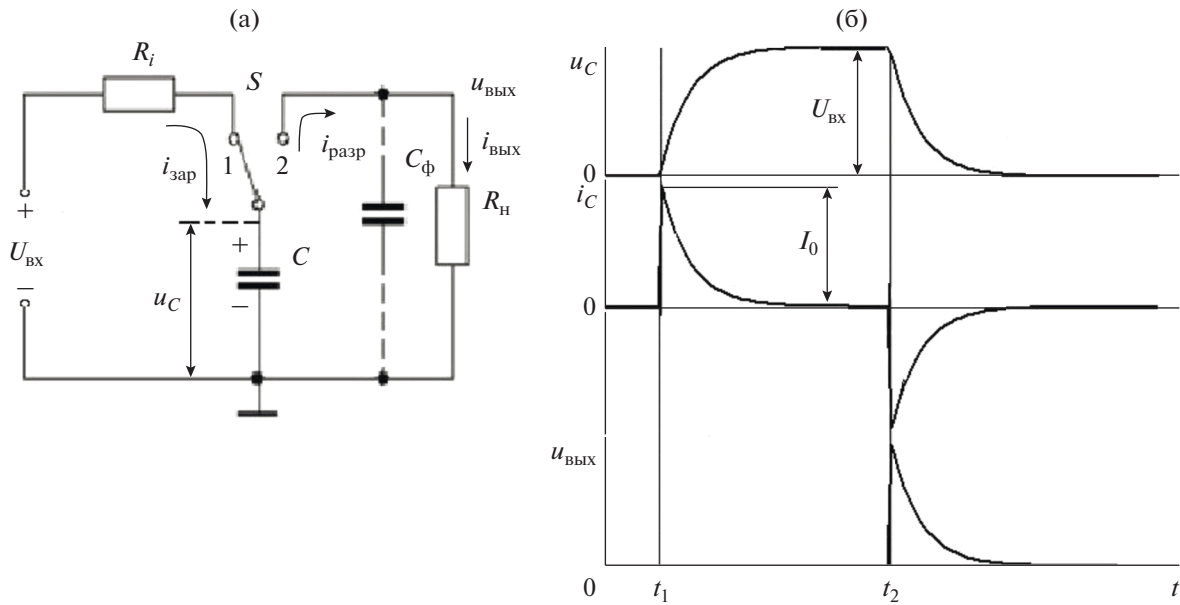 (а)
R_i
S
u_вых
1
2
i_зар
i_разр
C_ф
i_вых
R_н
+
U_вх
–
+
C
u_C
–
(б)
u_C
U_вх
0
i_C
I_0
0
u_вых
0
t_1
t_2
t